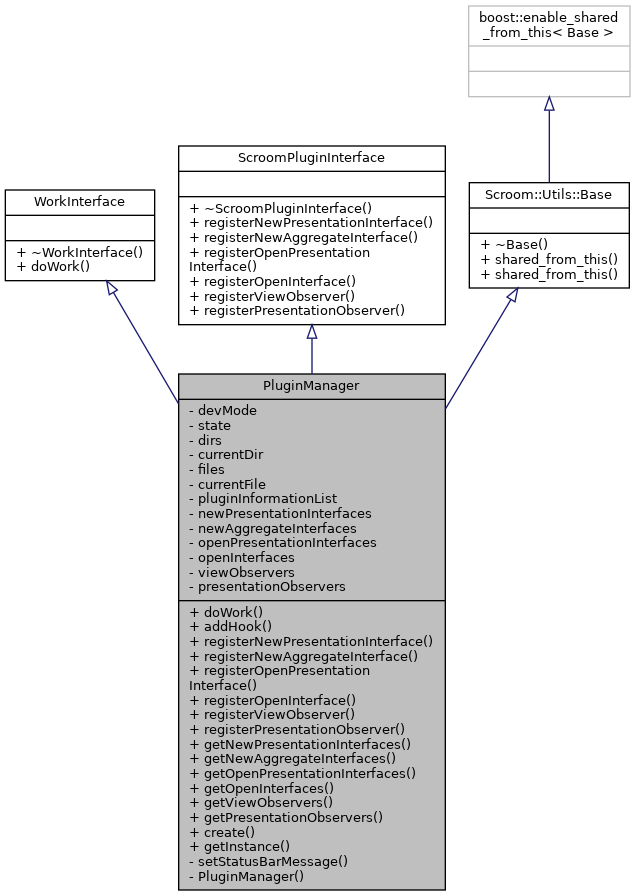 boost::enable_shared
_from_this< Base >
ScroomPluginInterface
+ ~ScroomPluginInterface()
+ registerNewPresentationInterface()
+ registerNewAggregateInterface()
+ registerOpenPresentation
Interface()
+ registerOpenInterface()
+ registerViewObserver()
+ registerPresentationObserver()
WorkInterface
+ ~WorkInterface()
+ doWork()
Scroom::Utils::Base
+ ~Base()
+ shared_from_this()
+ shared_from_this()
PluginManager
- devMode
- state
- dirs
- currentDir
- files
- currentFile
- pluginInformationList
- newPresentationInterfaces
- newAggregateInterfaces
- openPresentationInterfaces
- openInterfaces
- viewObservers
- presentationObservers
+ doWork()
+ addHook()
+ registerNewPresentationInterface()
+ registerNewAggregateInterface()
+ registerOpenPresentation
Interface()
+ registerOpenInterface()
+ registerViewObserver()
+ registerPresentationObserver()
+ getNewPresentationInterfaces()
+ getNewAggregateInterfaces()
+ getOpenPresentationInterfaces()
+ getOpenInterfaces()
+ getViewObservers()
+ getPresentationObservers()
+ create()
+ getInstance()
- setStatusBarMessage()
- PluginManager()